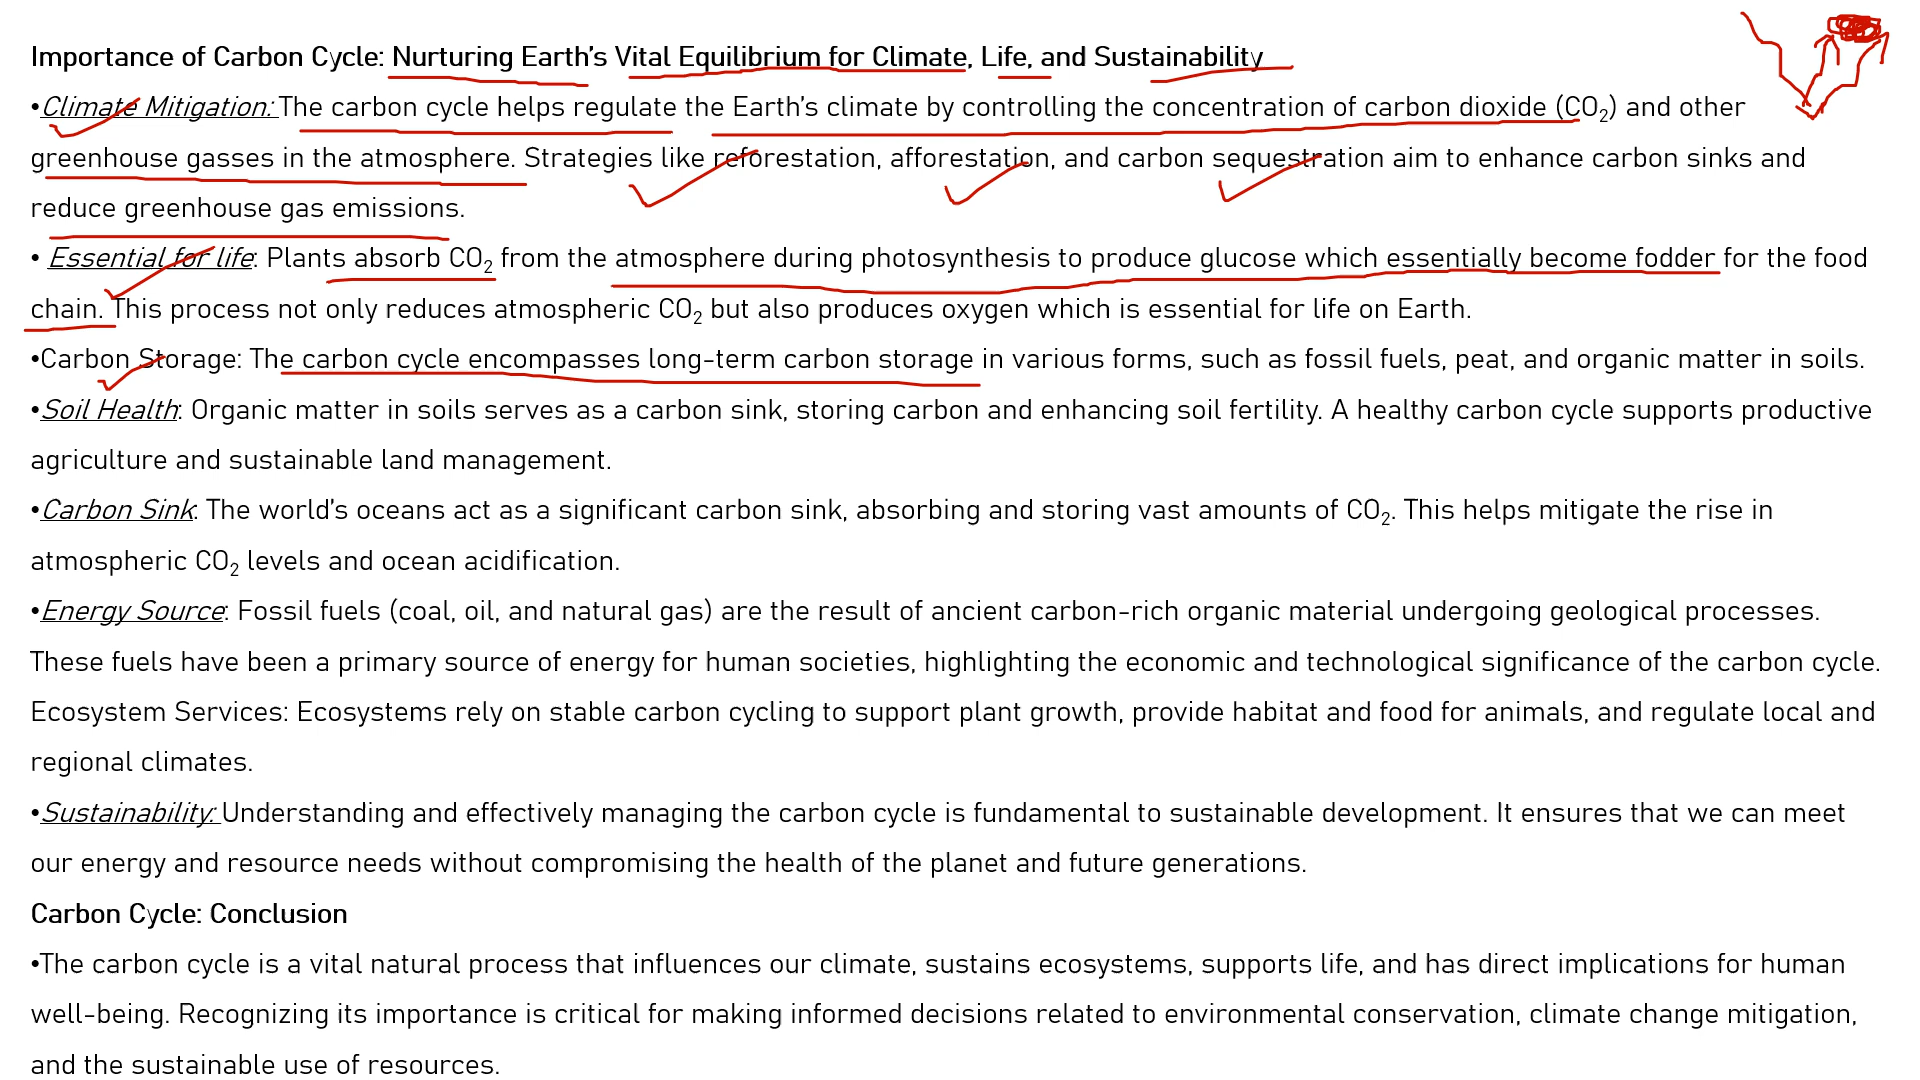 Importance of Carbon Cycle: Nurturing Earth's Vital Equilibrium for Climate, Life, and Sustainability
•Climate Mitigation: The carbon cycle helps regulate the Earth's climate by controlling the concentration of carbon dioxide (CO₂) and other
greenhouse gasses in the atmosphere. Strategies like reforestation, afforestation, and carbon sequestration aim to enhance carbon sinks and
reduce greenhouse gas emissions.
• Essential for life: Plants absorb CO₂ from the atmosphere during photosynthesis to produce glucose which essentially become fodder for the food
chain. This process not only reduces atmospheric CO₂ but also produces oxygen which is essential for life on Earth.
•Carbon Storage: The carbon cycle encompasses long-term carbon storage in various forms, such as fossil fuels, peat, and organic matter in soils.
•Soil Health: Organic matter in soils serves as a carbon sink, storing carbon and enhancing soil fertility. A healthy carbon cycle supports productive
agriculture and sustainable land management.
•Carbon Sink: The world's oceans act as a significant carbon sink, absorbing and storing vast amounts of CO₂. This helps mitigate the rise in
atmospheric CO₂ levels and ocean acidification.
•Energy Source: Fossil fuels (coal, oil, and natural gas) are the result of ancient carbon-rich organic material undergoing geological processes.
These fuels have been a primary source of energy for human societies, highlighting the economic and technological significance of the carbon cycle.
Ecosystem Services: Ecosystems rely on stable carbon cycling to support plant growth, provide habitat and food for animals, and regulate local and
regional climates.
•Sustainability: Understanding and effectively managing the carbon cycle is fundamental to sustainable development. It ensures that we can meet
our energy and resource needs without compromising the health of the planet and future generations.
Carbon Cycle: Conclusion
•The carbon cycle is a vital natural process that influences our climate, sustains ecosystems, supports life, and has direct implications for human
well-being. Recognizing its importance is critical for making informed decisions related to environmental conservation, climate change mitigation,
and the sustainable use of resources.